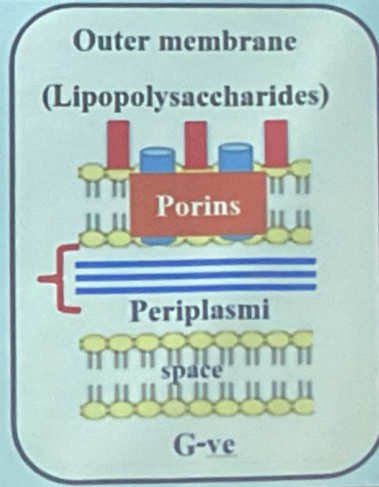 Outer membrane
(Lipopolysaccharides)
Porins
Periplasmi
space
G-ve